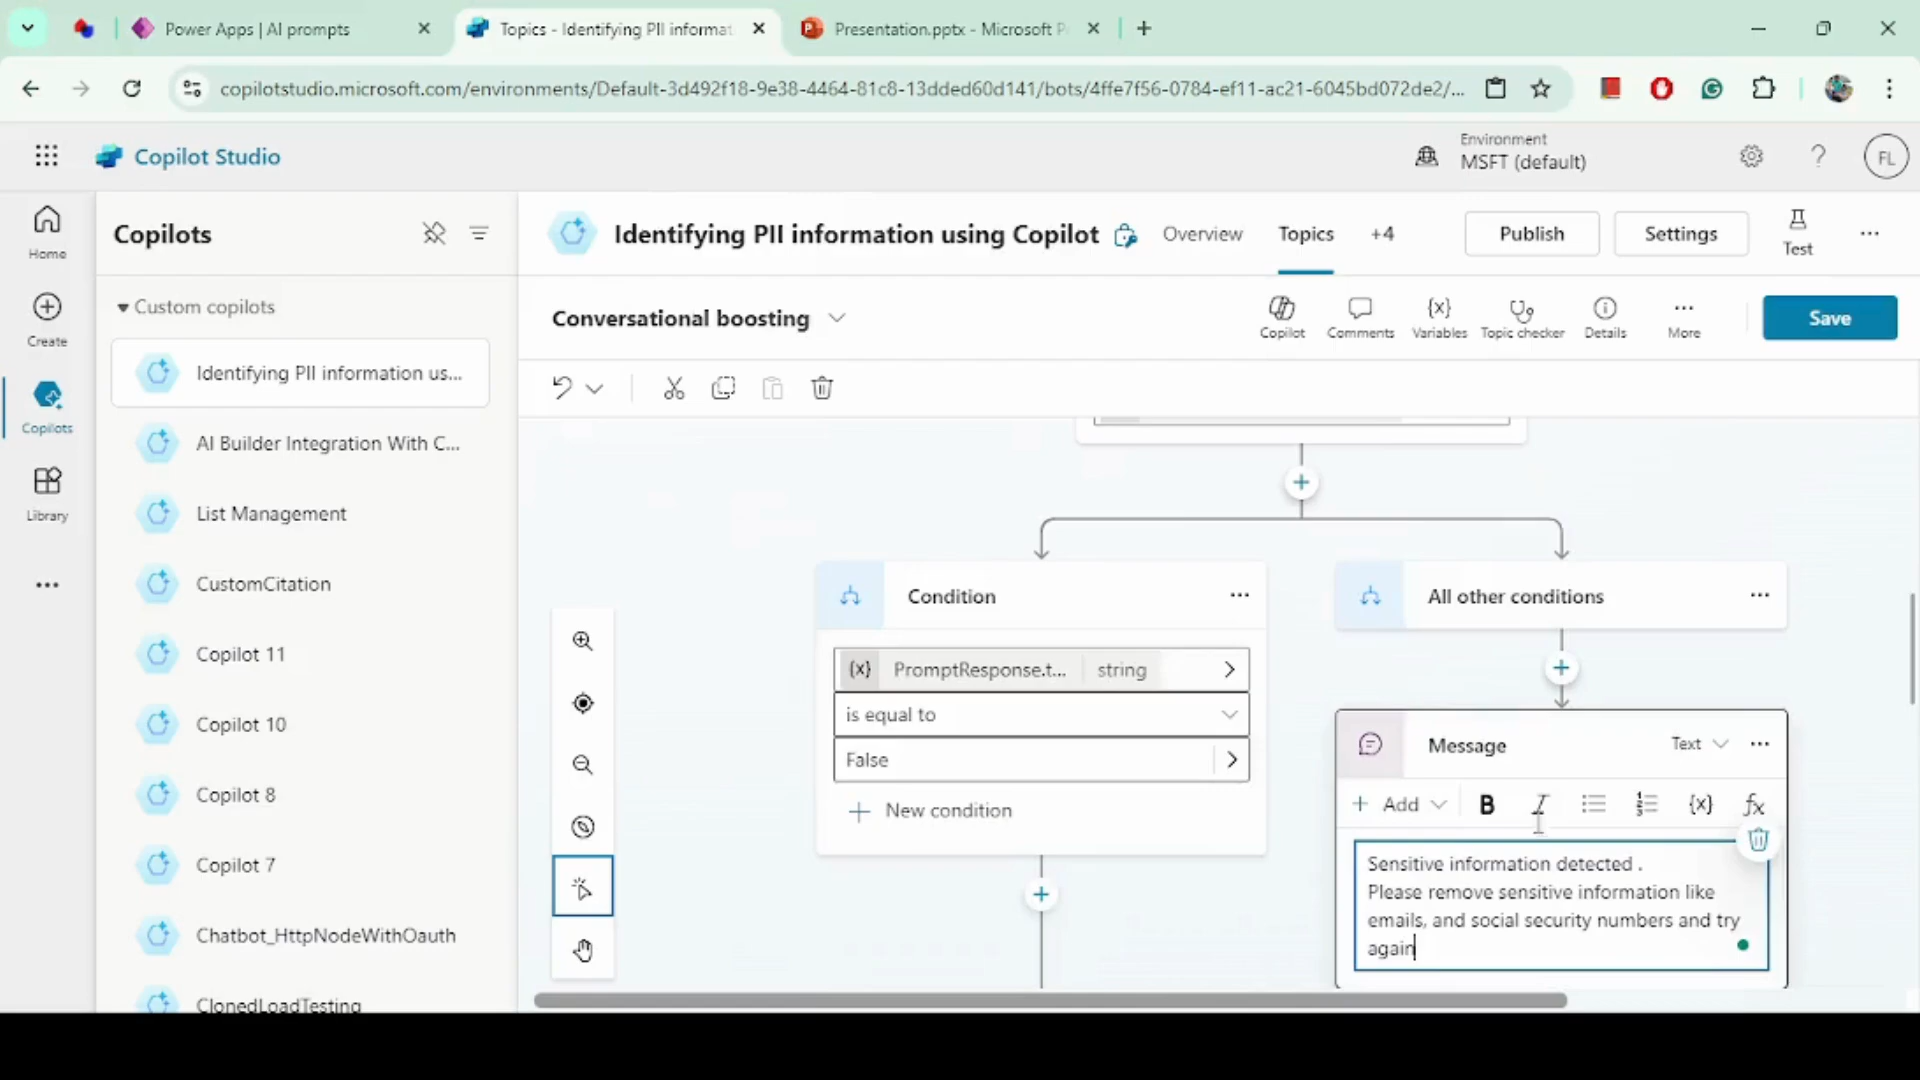 Power Apps | AI prompts
Topics - Identifying PII informat
Presentation.pptx - Microsoft P
copilotstudio.microsoft.com/environments/Default-3d492f18-9e38-4464-81c8-13dded60d141/bots/4ffe7f56-0784-ef11-ac21-6045bd072de2/...
Copilot Studio
Environment
MSFT (default)
FL
Home
Create
Copilots
Library
Copilots
Custom copilots
Identifying PII information us...
AI Builder Integration With C...
List Management
CustomCitation
Copilot 11
Copilot 10
Copilot 8
Copilot 7
Chatbot_HttpNodeWithOauth
ClonedLoadTesting
Identifying PII information using Copilot
Overview
Topics
+4
Publish
Settings
Test
Conversational boosting
Copilot
Comments
Variables
Topic checker
Details
More
Save
Condition
{x} PromptResponse.t... string
is equal to
False
New condition
All other conditions
Message
Text
Add
B
I
{x}
fx
Sensitive information detected .
Please remove sensitive information like
emails, and social security numbers and try
again